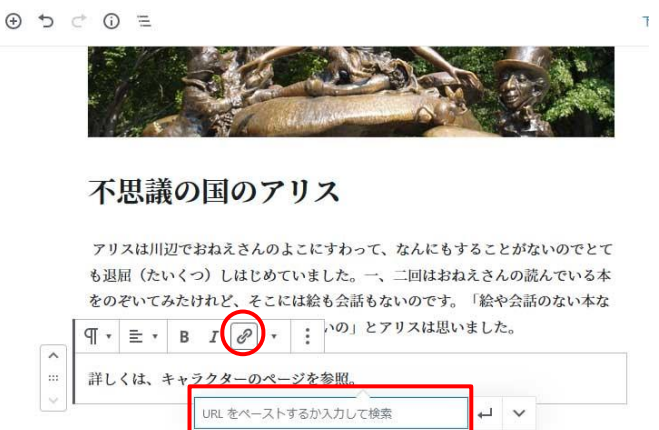 下
不思議の国のアリス
アリスは川辺でおねえさんのよこにすわって、なんにもすることがないのでとて
も退屈（たいくつ）しはじめていました。一、二回はおねえさんの読んでいる本
をのぞいてみたけれど、そこには絵も会話もないのです。「絵や会話のない本な
いの」とアリスは思いました。
B I
詳しくは、キャラクターのページを参照。
URL をペーストするか入力して検索